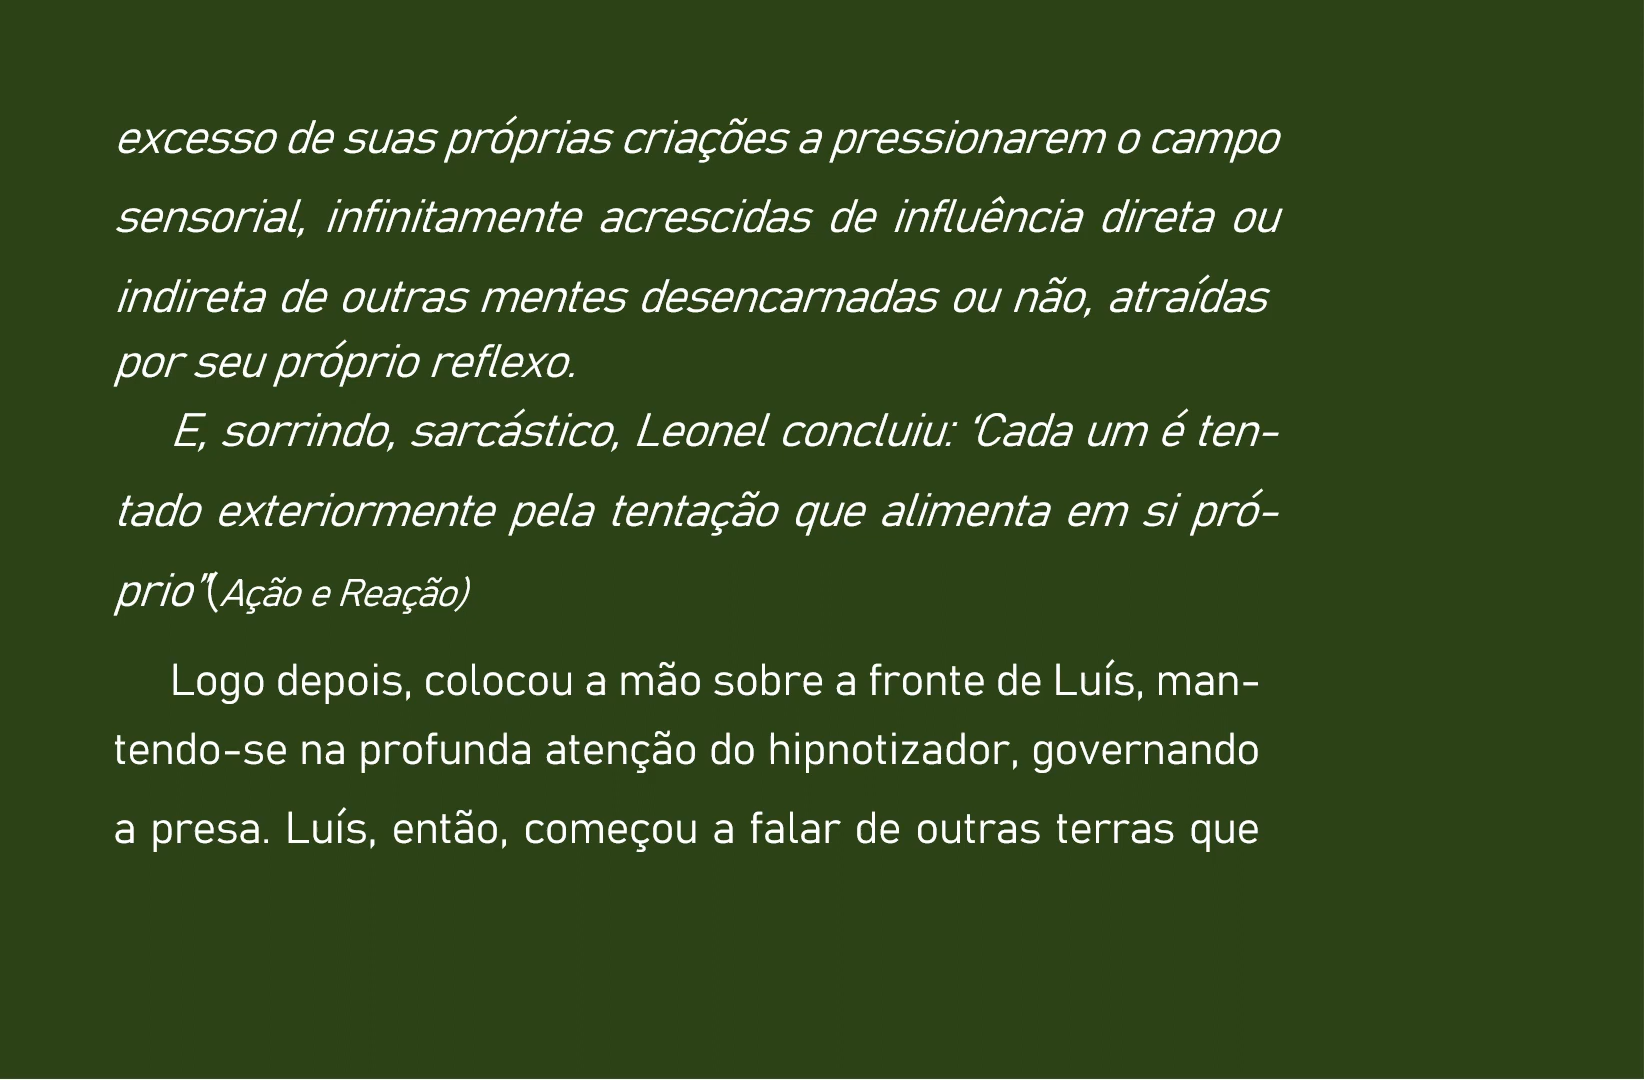 excesso de suas próprias criações a pressionarem o campo
sensorial, infinitamente acrescidas de influência direta ou
indireta de outras mentes desencarnadas ou não, atraídas
por seu próprio reflexo.
E, sorrindo, sarcástico, Leonel concluiu: ‘Cada um é ten-
tado exteriormente pela tentação que alimenta em si pró-
prio’”(Ação e Reação)
Logo depois, colocou a mão sobre a fronte de Luís, man-
tendo-se na profunda atenção do hipnotizador, governando
a presa. Luís, então, começou a falar de outras terras que